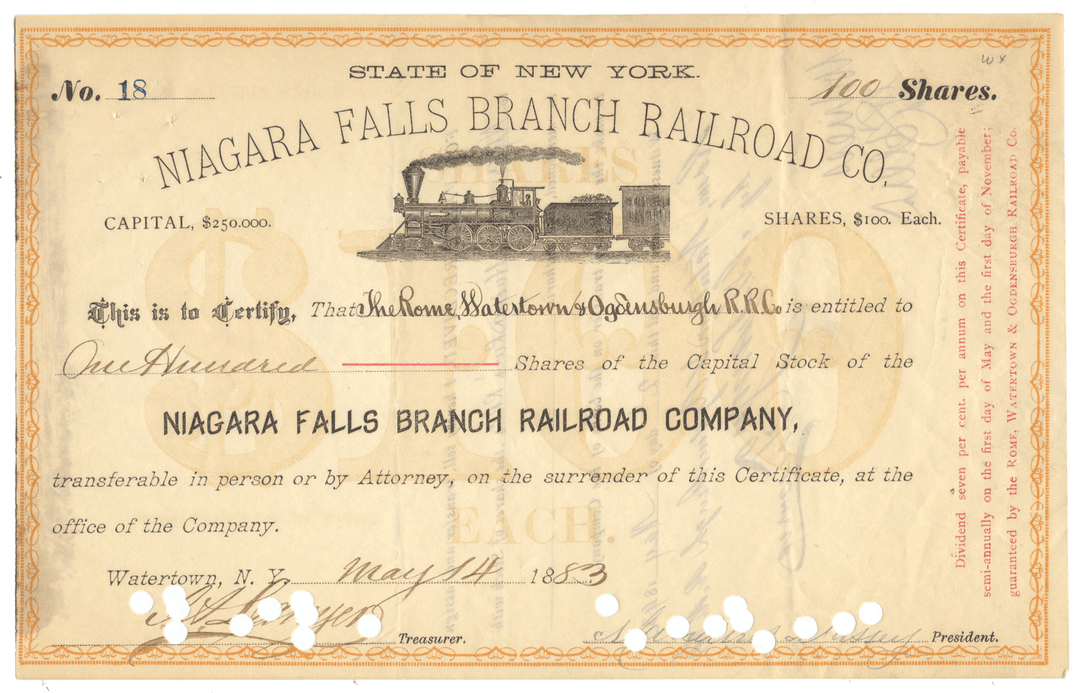 W X
STATE OF NEW YORK.
No. 18
100 Shares.
NIAGARA FALLS BRANCH RAILROAD CO.
CAPITAL, $250.000.
SHARES, $100. Each.
SHARES
$100
EACH.
This is to Certify, That The Rome, Watertown & Ogdensburgh R.R. Co is entitled to
One Hundred Shares of the Capital Stock of the
NIAGARA FALLS BRANCH RAILROAD COMPANY,
transferable in person or by Attorney, on the surrender of this Certificate, at the
office of the Company.
Watertown, N. Y. May 14 1883
Treasurer.
President.
Dividend seven per cent. per annum on this Certificate, payable
semi-annually on the first day of May and the first day of November;
guaranteed by the ROME, WATERTOWN & OGDENSBURGH RAILROAD CO.